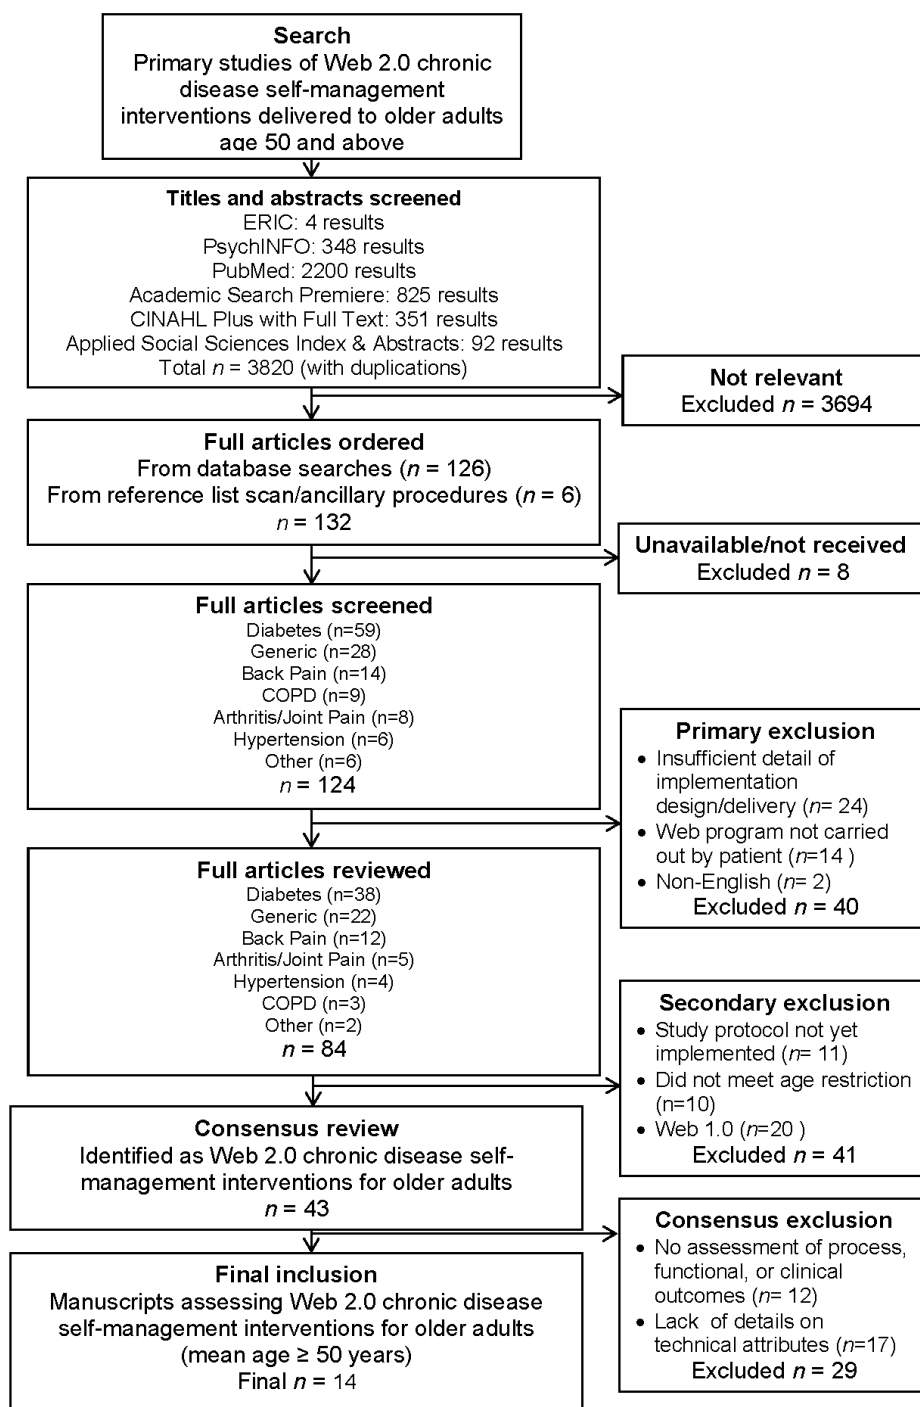 Search
Primary studies of Web 2.0 chronic
disease self-management
interventions delivered to older adults
age 50 and above
Titles and abstracts screened
ERIC: 4 results
PsychINFO: 348 results
PubMed: 2200 results
Academic Search Premiere: 825 results
CINAHL Plus with Full Text: 351 results
Applied Social Sciences Index & Abstracts: 92 results
Total n = 3820 (with duplications)
Not relevant
Excluded n = 3694
Full articles ordered
From database searches (n = 126)
From reference list scan/ancillary procedures (n = 6)
n = 132
Unavailable/not received
Excluded n = 8
Full articles screened
Diabetes (n=59)
Generic (n=28)
Back Pain (n=14)
COPD (n=9)
Arthritis/Joint Pain (n=8)
Hypertension (n=6)
Other (n=6)
n = 124
Primary exclusion
• Insufficient detail of
implementation
design/delivery (n= 24)
• Web program not carried
out by patient (n=14 )
• Non-English (n= 2)
Excluded n = 40
Full articles reviewed
Diabetes (n=38)
Generic (n=22)
Back Pain (n=12)
Arthritis/Joint Pain (n=5)
Hypertension (n=4)
COPD (n=3)
Other (n=2)
n = 84
Secondary exclusion
• Study protocol not yet
implemented (n= 11)
• Did not meet age restriction
(n=10)
• Web 1.0 (n=20 )
Excluded n = 41
Consensus review
Identified as Web 2.0 chronic disease self-
management interventions for older adults
n = 43
Consensus exclusion
• No assessment of process,
functional, or clinical
outcomes (n= 12)
• Lack of details on
technical attributes (n=17)
Excluded n = 29
Final inclusion
Manuscripts assessing Web 2.0 chronic disease
self-management interventions for older adults
(mean age ≥ 50 years)
Final n = 14